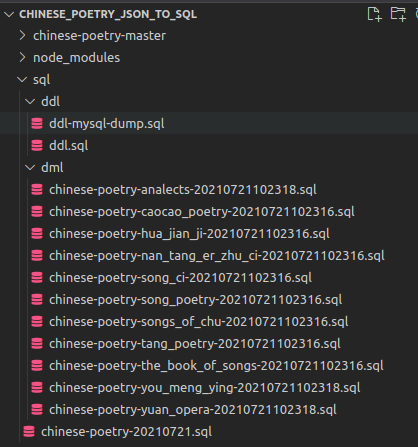 CHINESE_POETRY_JSON_TO_SQL
chinese-poetry-master
node_modules
sql
ddl
ddl-mysql-dump.sql
ddl.sql
dml
chinese-poetry-analects-20210721102318.sql
chinese-poetry-caocao_poetry-20210721102316.sql
chinese-poetry-hua_jian_ji-20210721102316.sql
chinese-poetry-nan_tang_er_zhu_ci-20210721102316.sql
chinese-poetry-song_ci-20210721102316.sql
chinese-poetry-song_poetry-20210721102316.sql
chinese-poetry-songs_of_chu-20210721102316.sql
chinese-poetry-tang_poetry-20210721102316.sql
chinese-poetry-the_book_of_songs-20210721102316.sql
chinese-poetry-you_meng_ying-20210721102318.sql
chinese-poetry-yuan_opera-20210721102318.sql
chinese-poetry-20210721.sql